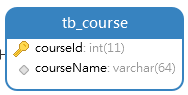 tb_course
courseId: int(11)
courseName: varchar(64)